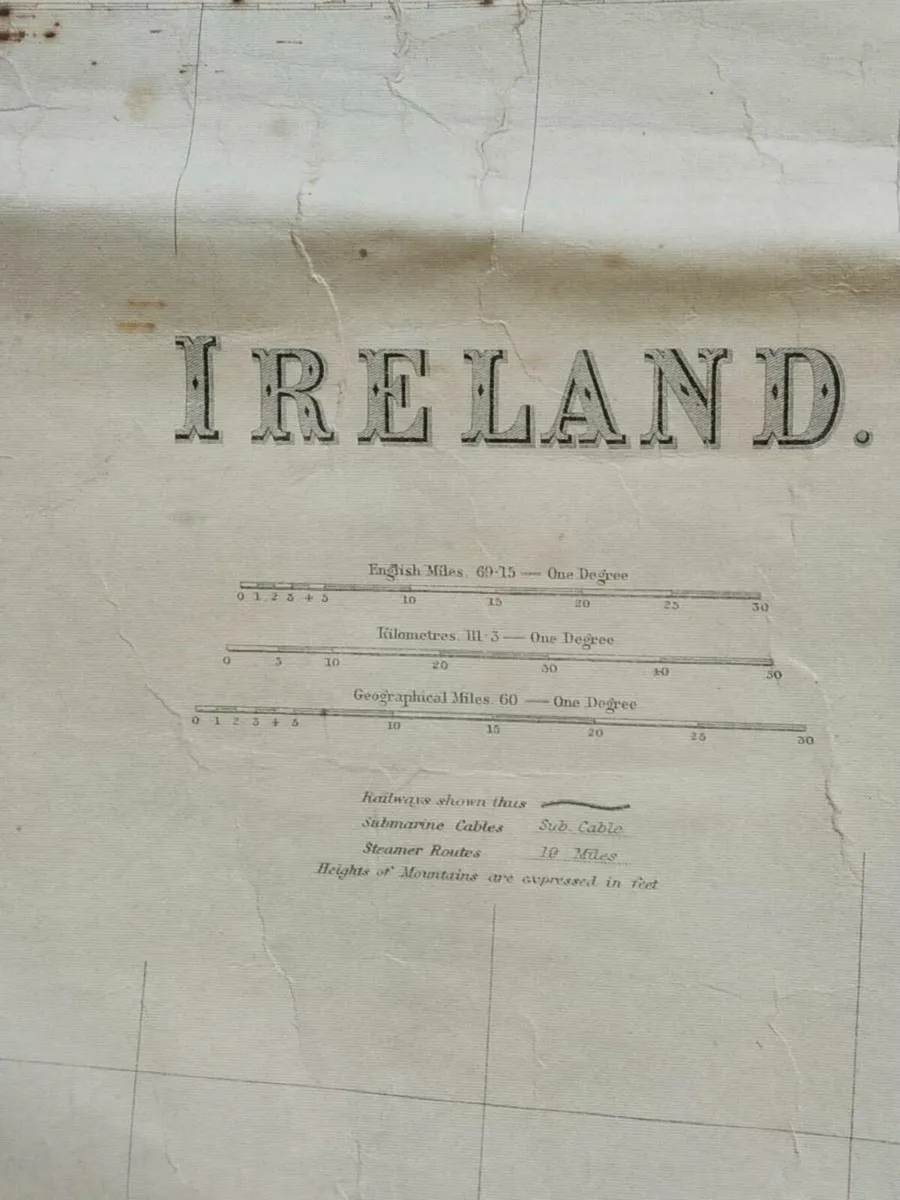 IRELAND.
English Miles. 69·15 — One Degree
0 1 2 3 4 5 10 15 20 25 30
Kilometres. 111·3 — One Degree
0 5 10 20 30 40 50
Geographical Miles. 60 — One Degree
0 1 2 3 4 5 10 15 20 25 30
Railways shown thus
Submarine Cables Sub. Cable
Steamer Routes 19 Miles
Heights of Mountains are expressed in feet